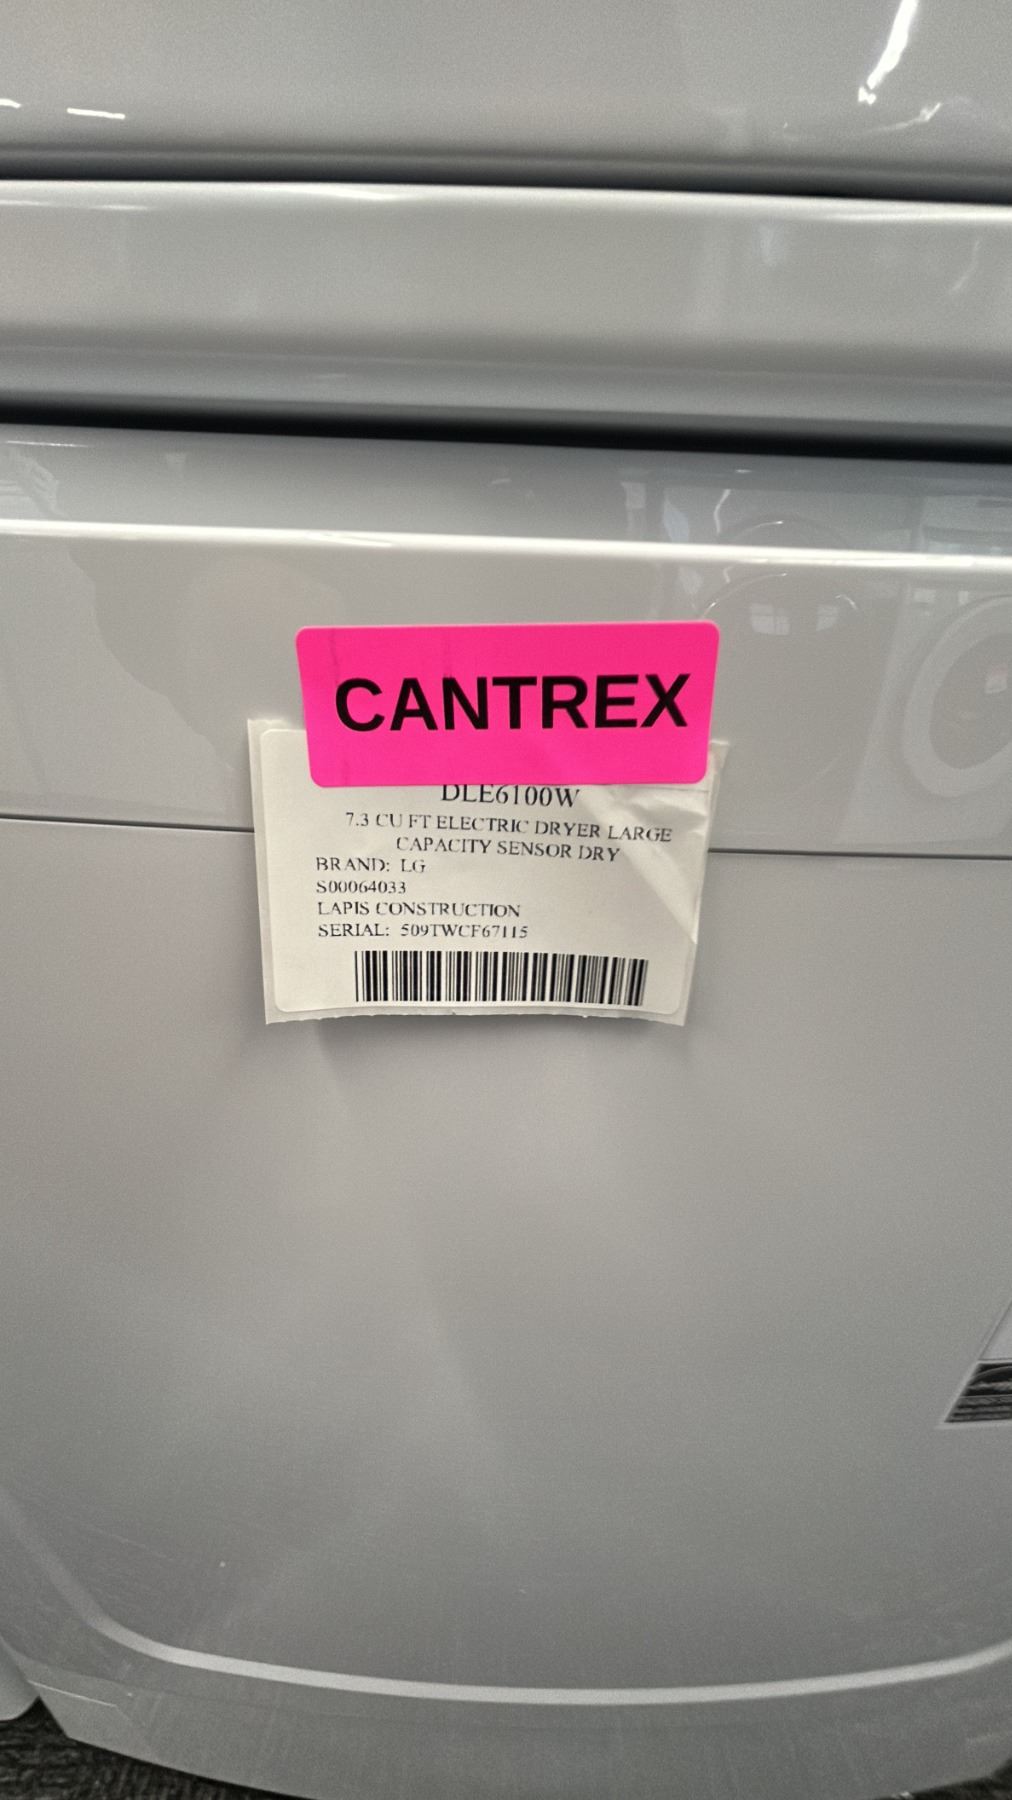 CANTREX
DLE6100W
7.3 CU FT ELECTRIC DRYER LARGE
CAPACITY SENSOR DRY
BRAND: LG
S00064033
LAPIS CONSTRUCTION
SERIAL: 509TWCF67115